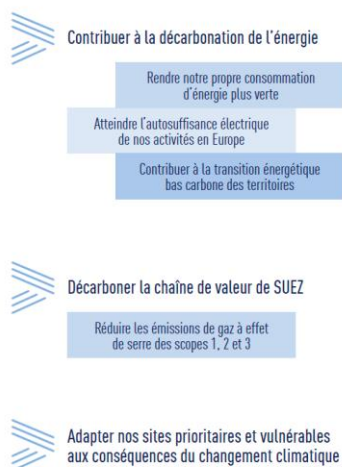 Contribuer à la décarbonation de l'énergie
Rendre notre propre consommation
d'énergie plus verte
Atteindre l'autosuffisance électrique
de nos activités en Europe
Contribuer à la transition énergétique
bas carbone des territoires
Décarboner la chaîne de valeur de SUEZ
Réduire les émissions de gaz à effet
de serre des scopes 1, 2 et 3
Adapter nos sites prioritaires et vulnérables
aux conséquences du changement climatique